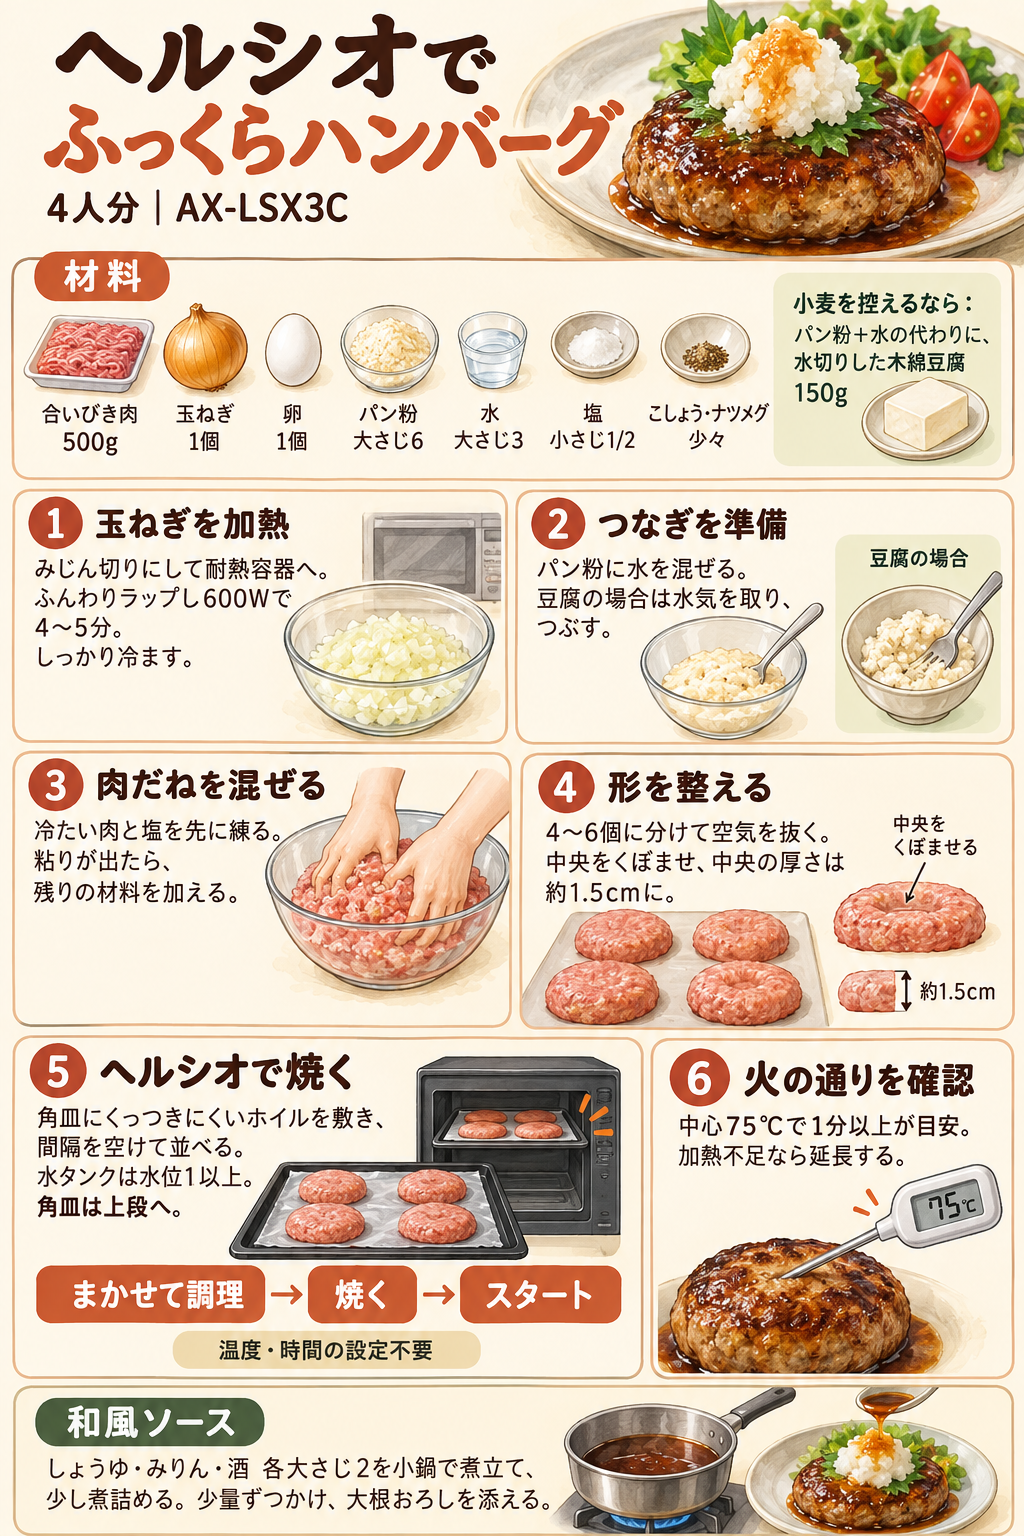 ヘルシオで
ふっくらハンバーグ
4人分｜AX-LSX3C
材料
合いびき肉
500g
玉ねぎ
1個
卵
1個
パン粉
大さじ6
水
大さじ3
塩
小さじ1/2
こしょう・ナツメグ
少々
小麦を控えるなら：
パン粉＋水の代わりに、
水切りした木綿豆腐
150g
1 玉ねぎを加熱
みじん切りにして耐熱容器へ。
ふんわりラップし600Wで
4〜5分。
しっかり冷ます。
2 つなぎを準備
パン粉に水を混ぜる。
豆腐の場合は水気を取り、
つぶす。
豆腐の場合
3 肉だねを混ぜる
冷たい肉と塩を先に練る。
粘りが出たら、
残りの材料を加える。
4 形を整える
4〜6個に分けて空気を抜く。
中央をくぼませ、中央の厚さは
約1.5cmに。
中央を
くぼませる
約1.5cm
5 ヘルシオで焼く
角皿にくっつきにくいホイルを敷き、
間隔を空けて並べる。
水タンクは水位1以上。
角皿は上段へ。
まかせて調理→焼く→スタート
温度・時間の設定不要
6 火の通りを確認
中心75℃で1分以上が目安。
加熱不足なら延長する。
75℃
和風ソース
しょうゆ・みりん・酒 各大さじ2を小鍋で煮立て、
少し煮詰める。少量ずつかけ、大根おろしを添える。